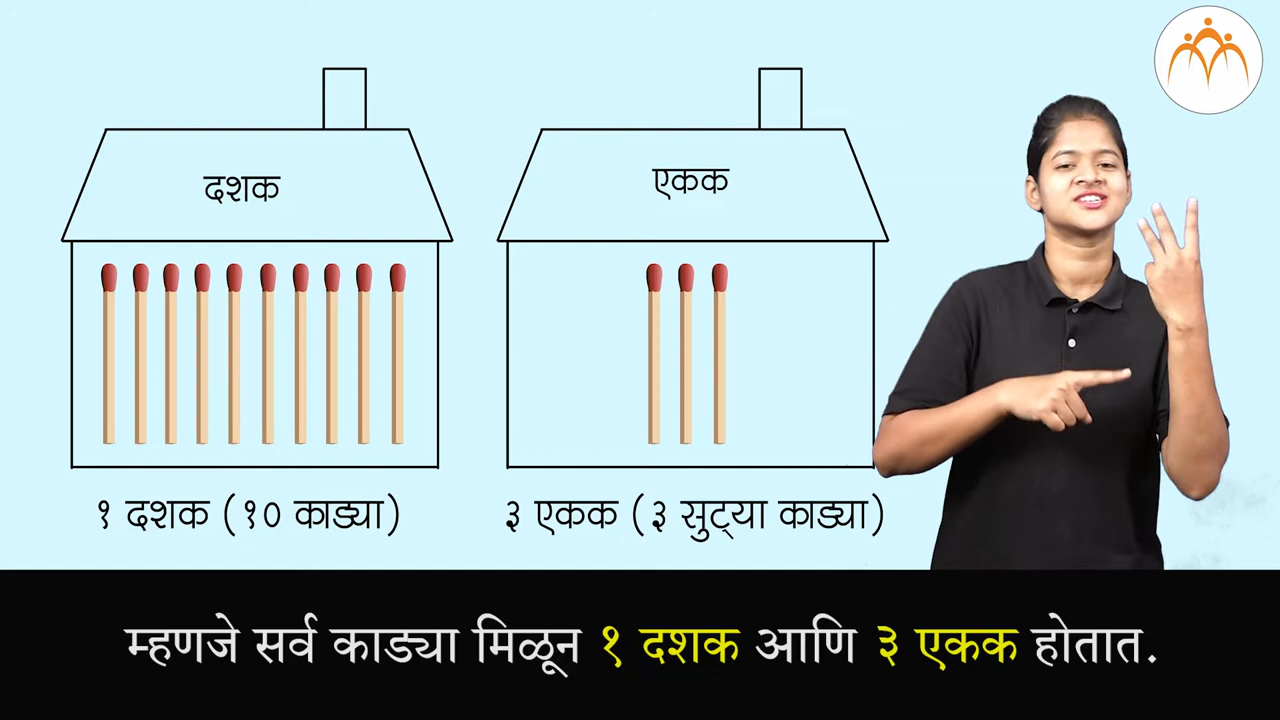 दशक
एकक
१ दशक (१० काड्या)
३ एकक (३ सुट्या काड्या)
म्हणजे सर्व काड्या मिळून १ दशक आणि ३ एकक होतात.